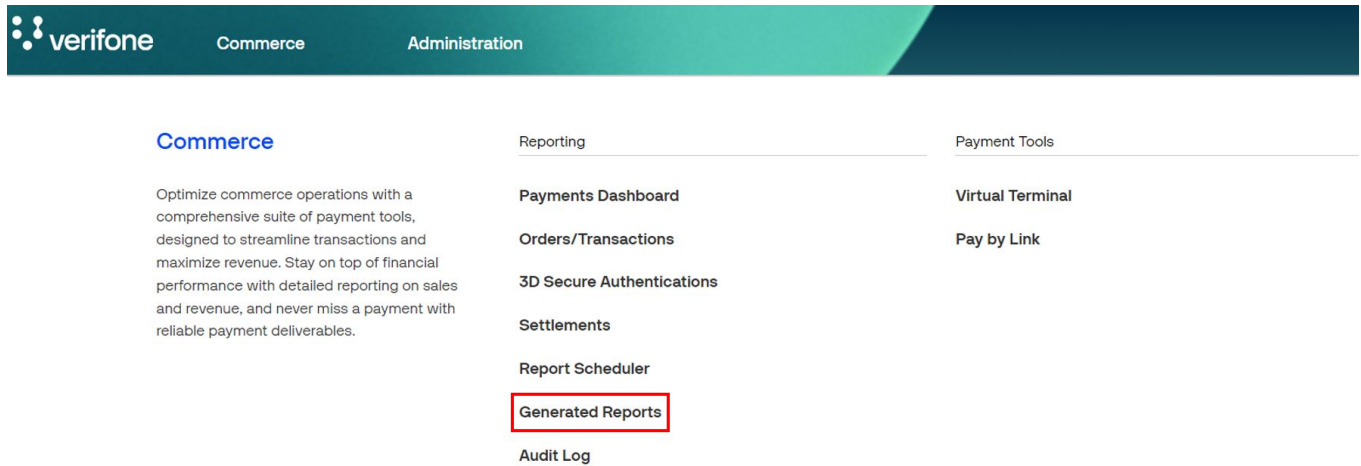 verifone
Commerce
Administration
Commerce
Optimize commerce operations with a
comprehensive suite of payment tools,
designed to streamline transactions and
maximize revenue. Stay on top of financial
performance with detailed reporting on sales
and revenue, and never miss a payment with
reliable payment deliverables.
Reporting
Payments Dashboard
Orders/Transactions
3D Secure Authentications
Settlements
Report Scheduler
Generated Reports
Audit Log
Payment Tools
Virtual Terminal
Pay by Link